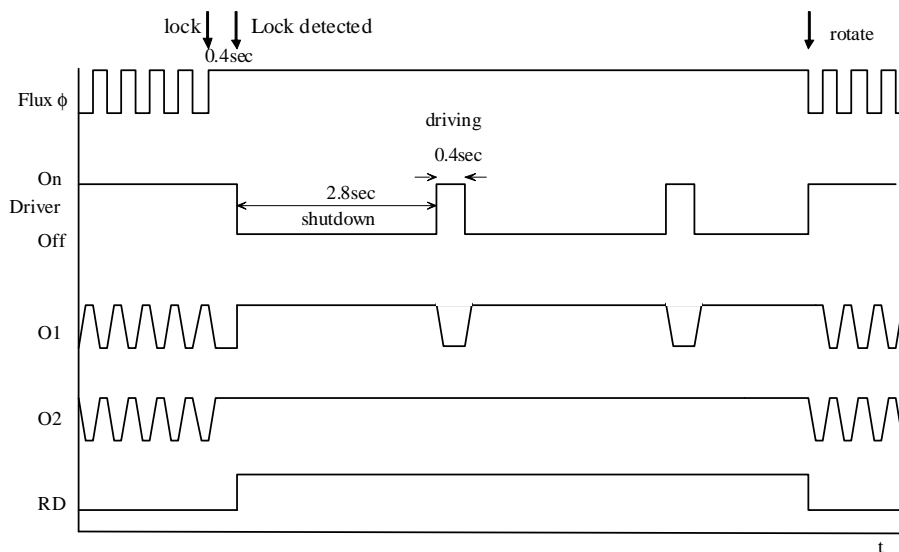 lock
Lock detected
rotate
0.4sec
Flux ϕ
driving
0.4sec
On
2.8sec
Driver
shutdown
Off
O1
O2
RD
t